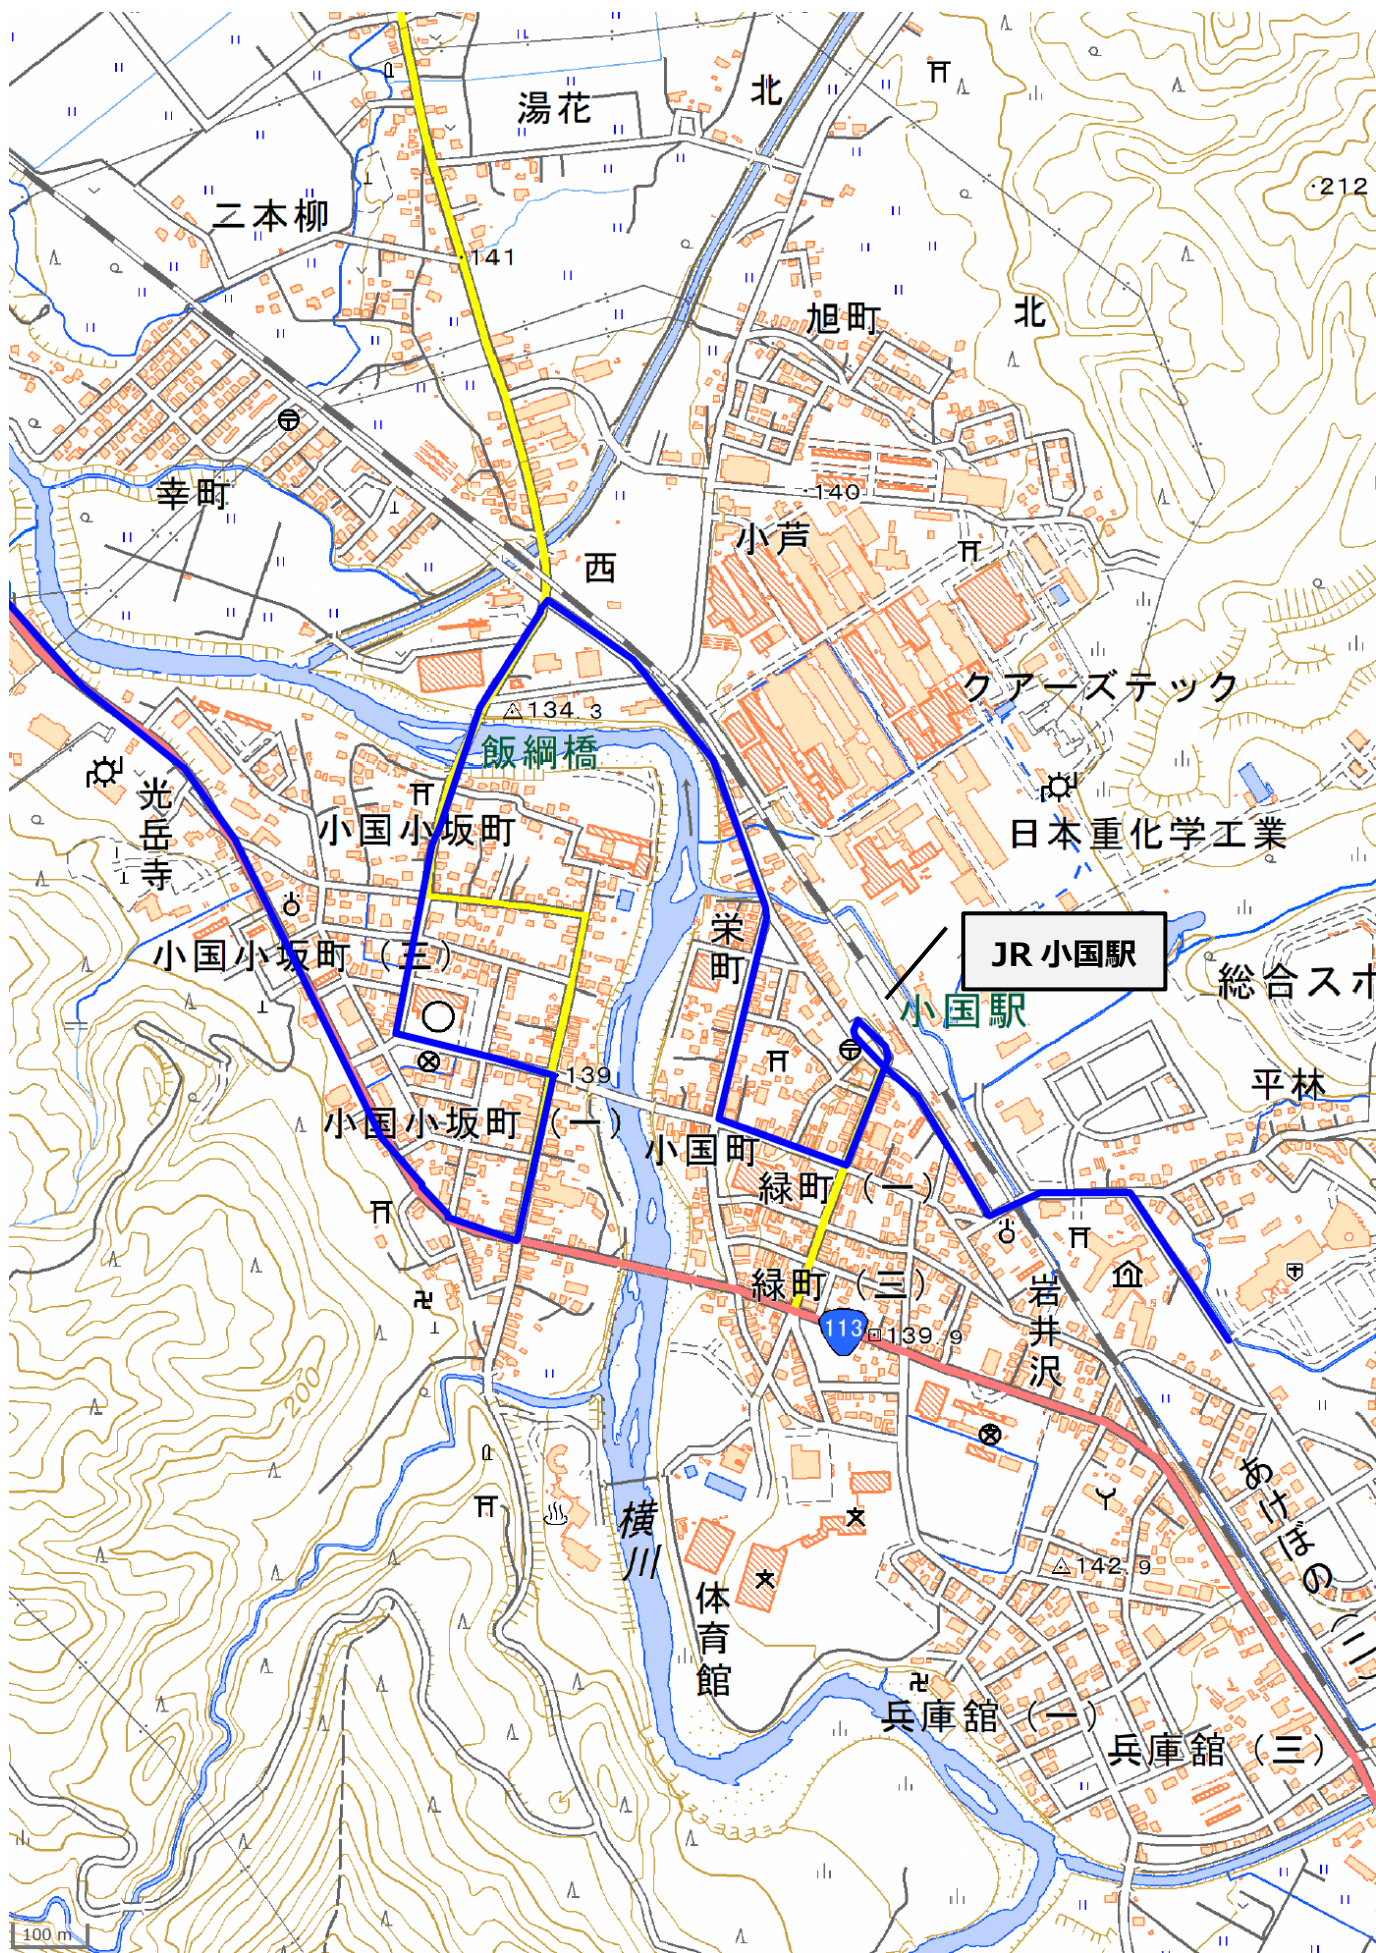 湯花
北
二本柳
212
141
旭町
北
幸町
140
小芦
西
クアーズテック
134.3
飯綱橋
光岳寺
小国小坂町
日本重化学工業
栄町
JR 小国駅
小国小坂町（三）
総合スポ
小国駅
139
平林
小国小坂町（一）
小国町
緑町（一）
緑町（三）
岩井沢
113
139.9
200
あけぼの（二）
横川
142.9
体育館
兵庫舘（一）
兵庫舘（三）
100 m